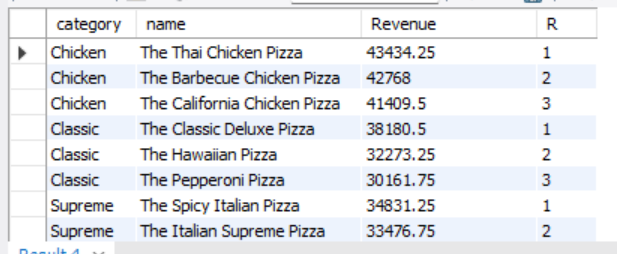 category name Revenue R
Chicken The Thai Chicken Pizza 43434.25 1
Chicken The Barbecue Chicken Pizza 42768 2
Chicken The California Chicken Pizza 41409.5 3
Classic The Classic Deluxe Pizza 38180.5 1
Classic The Hawaiian Pizza 32273.25 2
Classic The Pepperoni Pizza 30161.75 3
Supreme The Spicy Italian Pizza 34831.25 1
Supreme The Italian Supreme Pizza 33476.75 2